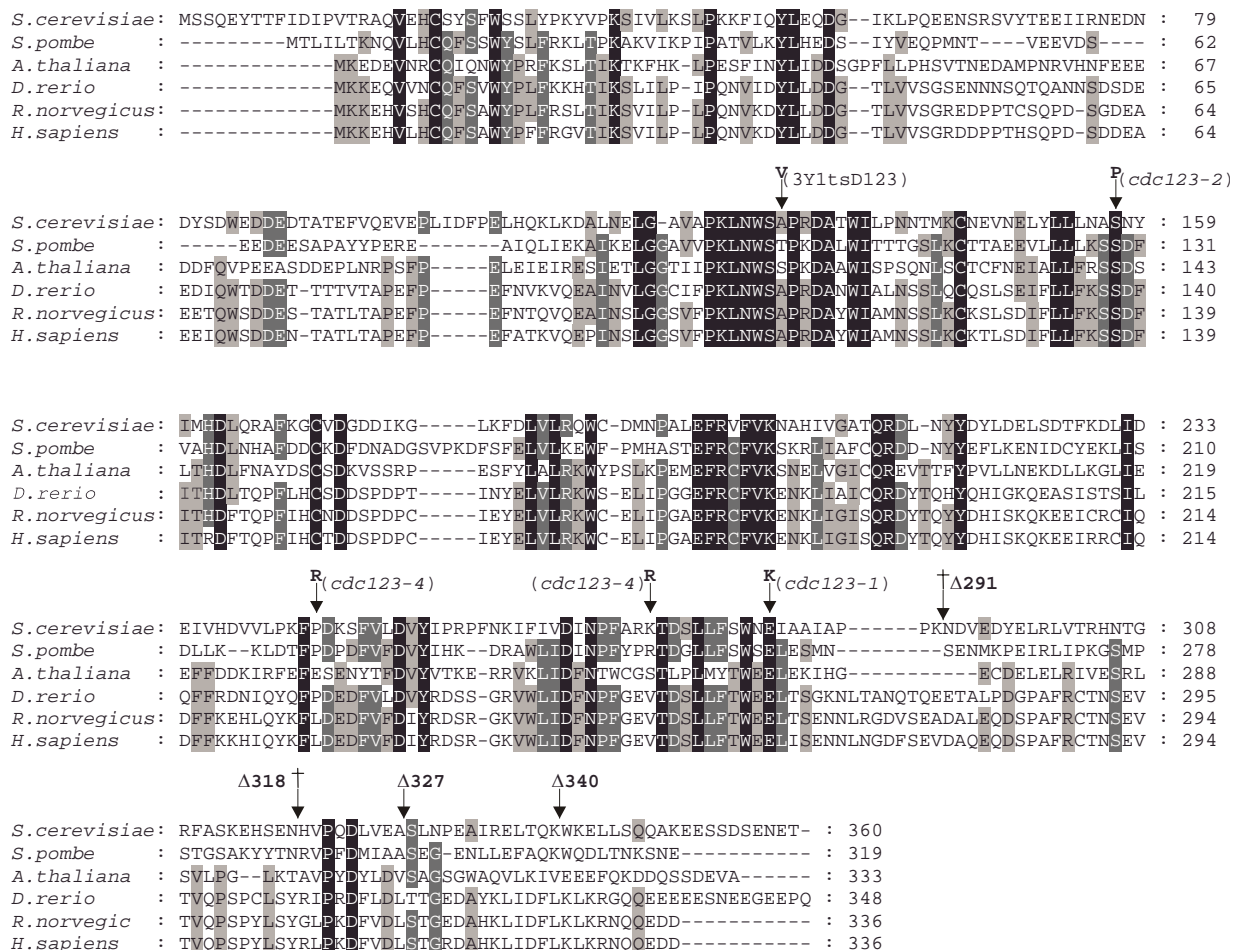 S.cerevisiae: MSSQEYTTFIDIPVTRAQVEHCSYSFWSSLYPKYVPKSIVLKSLPKKFIQYLEQDG--IKLPQEENSRSVYTEEIIRNEDN : 79
S.pombe : ---------MTLILTKNQVLHCQFSSWYSLFRKLTPKAKVIKPIPATVLKYLHEDS--IYVEQPMNT----VEEVDS---- : 62
A.thaliana : -------------MKEDEVNRCQIQNWYPRFKSLTIKTKFHK-LPESFINYLIDDSGPFLLPHSVTNEDAMPNRVHNFEEE : 67
D.rerio : -------------MKKEQVVNCQFSVWYPLFKKHTIKSLILP-IPQNVIDYLLDDG--TLVVSGSENNNSQTQANNSDSDE : 65
R.norvegicus: -------------MKKEHVSHCQFSAWYPLFRSLTIKSVILP-LPQNVKDYLLDDG--TLVVSGREDPPTCSQPD-SGDEA : 64
H.sapiens : -------------MKKEHVLHCQFSAWYPFFRGVTIKSVILP-LPQNVKDYLLDDG--TLVVSGRDDPPTHSQPD-SDDEA : 64
V(3Y1tsD123) P(cdc123-2)
S.cerevisiae: DYSDWEDDEDTATEFVQEVEPLIDFPELHQKLKDALNELG-AVAPKLNWSAPRDATWILPNNTMKCNEVNELYLLLNASNY : 159
S.pombe : -----EEDEESAPAYYPERE-------AIQLIEKAIKELGGAVVPKLNWSTPKDALWITTTGSLKCTTAEEVLLLLKSSDF : 131
A.thaliana : DDFQVPEEASDDEPLNRPSFP-----ELEIEIRESIETLGGTIIPKLNWSSPKDAAWISPSQNLSCTCFNEIALLFRSSDS : 143
D.rerio : EDIQWTDDET-TTTVTAPEFP-----EFNVKVQEAINVLGGCIFPKLNWSAPRDANWIALNSSLQCQSLSEIFLLFKSSDF : 140
R.norvegicus: EETQWSDDES-TATLTAPEFP-----EFNTQVQEAINSLGGSVFPKLNWSAPRDAYWIAMNSSLKCKSLSDIFLLFKSSDF : 139
H.sapiens : EEIQWSDDEN-TATLTAPEFP-----EFATKVQEPINSLGGSVFPKLNWSAPRDAYWIAMNSSLKCKTLSDIFLLFKSSDF : 139
S.cerevisiae: IMHDLQRAFKGCVDGDDIKG-----LKFDLVLRQWC-DMNPALEFRVFVKNAHIVGATQRDL-NYYDYLDELSDTFKDLID : 233
S.pombe : VAHDLNHAFDDCKDFDNADGSVPKDFSFELVLKEWF-PMHASTEFRCFVKSKRLIAFCQRDD-NYYEFLKENIDCYEKLIS : 210
A.thaliana : LTHDLFNAYDSCSDKVSSRP-----ESFYLALRKWYPSLKPEMEFRCFVKSNELVGICQREVTTFYPVLLNEKDLLKGLIE : 219
D.rerio : ITHDLTQPFLHCSDDSPDPT-----INYELVLRKWS-ELIPGGEFRCFVKENKLIAICQRDYTQHYQHIGKQEASISTSIL : 215
R.norvegicus: ITHDFTQPFIHCNDDSPDPC-----IEYELVLRKWC-ELIPGAEFRCFVKENKLIGISQRDYTQYYDHISKQKEEICRCIQ : 214
H.sapiens : ITRDFTQPFIHCTDDSPDPC-----IEYELVLRKWC-ELIPGAEFRCFVKENKLIGISQRDYTQYYDHISKQKEEIRRCIQ : 214
R(cdc123-4) (cdc123-4)R K(cdc123-1) †Δ291
S.cerevisiae: EIVHDVVLPKFPDKSFVLDVYIPRPFNKIFIVDINPFARKTDSLLFSWNEIAAIAP------PKNDVEDYELRLVTRHNTG : 308
S.pombe : DLLK--KLDTFPDPDFVFDVYIHK--DRAWLIDINPFYPRTDGLLFSWSELESMN-------SENMKPEIRLIPKGSMP : 278
A.thaliana : EFFDDKIRFEFESENYTFDVYVTKE-RRVKLIDFNTWCGSTLPLMYTWEELEKIHG-------ECDELELRIVESRL : 288
D.rerio : QFFRDNIQYQFPDEDFVLDVYRDSS-GRVWLIDFNPFGEVTDSLLFTWEELTSGKNLTANQTQEETALPDGPAFRCTNSEV : 295
R.norvegicus: DFFKEHLQYKFLDEDFVFDIYRDSR-GKVWLIDFNPFGEVTDSLLFTWEELTSENNLRGDVSEADALEQDSPAFRCTNSEV : 294
H.sapiens : DFFKKHIQYKFLDEDFVFDIYRDSR-GKVWLIDFNPFGEVTDSLLFTWEELISENNLNGDFSEVDAQEQDSPAFRCTNSEV : 294
Δ318† Δ327 Δ340
S.cerevisiae: RFASKEHSENHVPQDLVEASLNPEAIRELTQKWKELLSQQAKEESSDSENET- : 360
S.pombe : STGSAKYYTNRVPFDMIAASEG-ENLLEFAQKWQDLTNKSNE----------- : 319
A.thaliana : SVLPG--LKTAVPYDYLDVSAGSGWAQVLKIVEEEFQKDDQSSDEVA------ : 333
D.rerio : TVQPSPCLSYRIPRDFLDLTTGEDAYKLIDFLKLKRGQQEEEEESNEEGEEPQ : 348
R.norvegic : TVQPSPYLSYGLPKDFVDLSTGEDAHKLIDFLKLKRNQQEDD----------- : 336
H.sapiens : TVQPSPYLSYRLPKDFVDLSTGRDAHKLIDFLKLKRNQQEDD----------- : 336